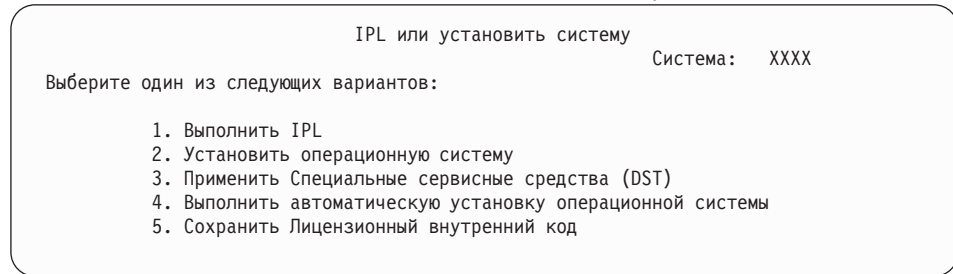 IPL или установить систему
Система: XXXX
Выберите один из следующих вариантов:
1. Выполнить IPL
2. Установить операционную систему
3. Применить Специальные сервисные средства (DST)
4. Выполнить автоматическую установку операционной системы
5. Сохранить Лицензионный внутренний код